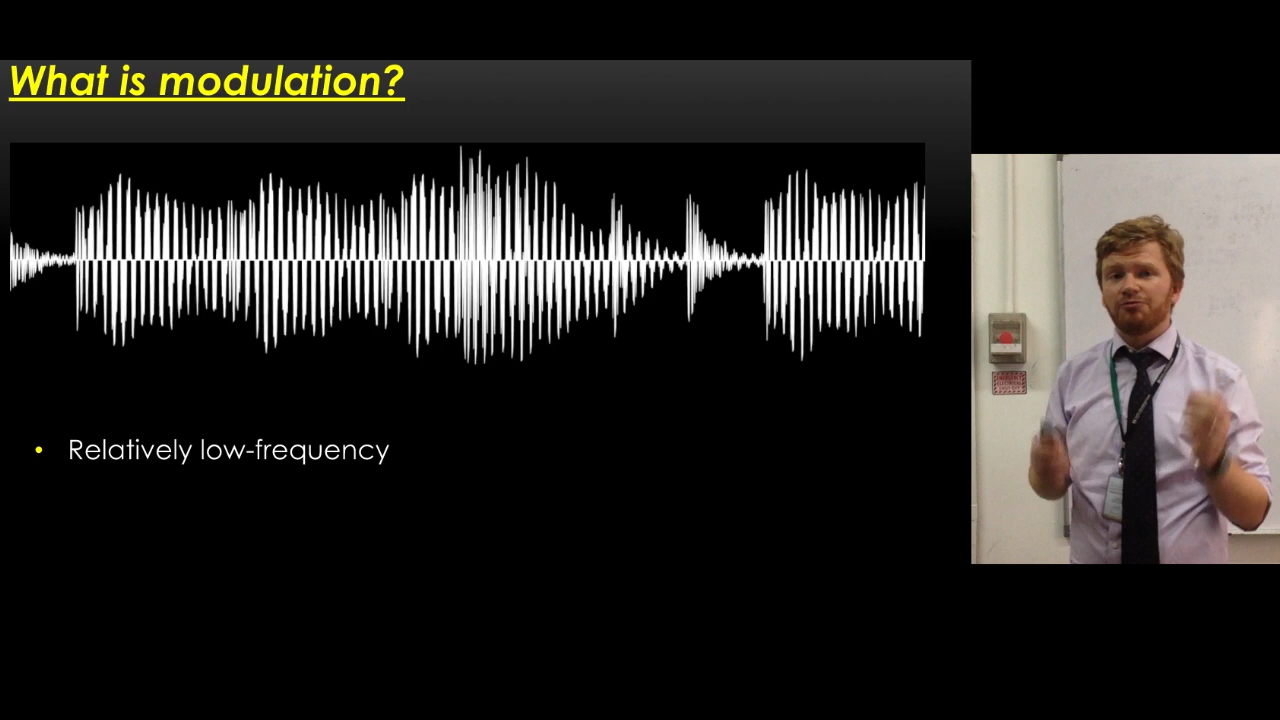 What is modulation?
• Relatively low-frequency